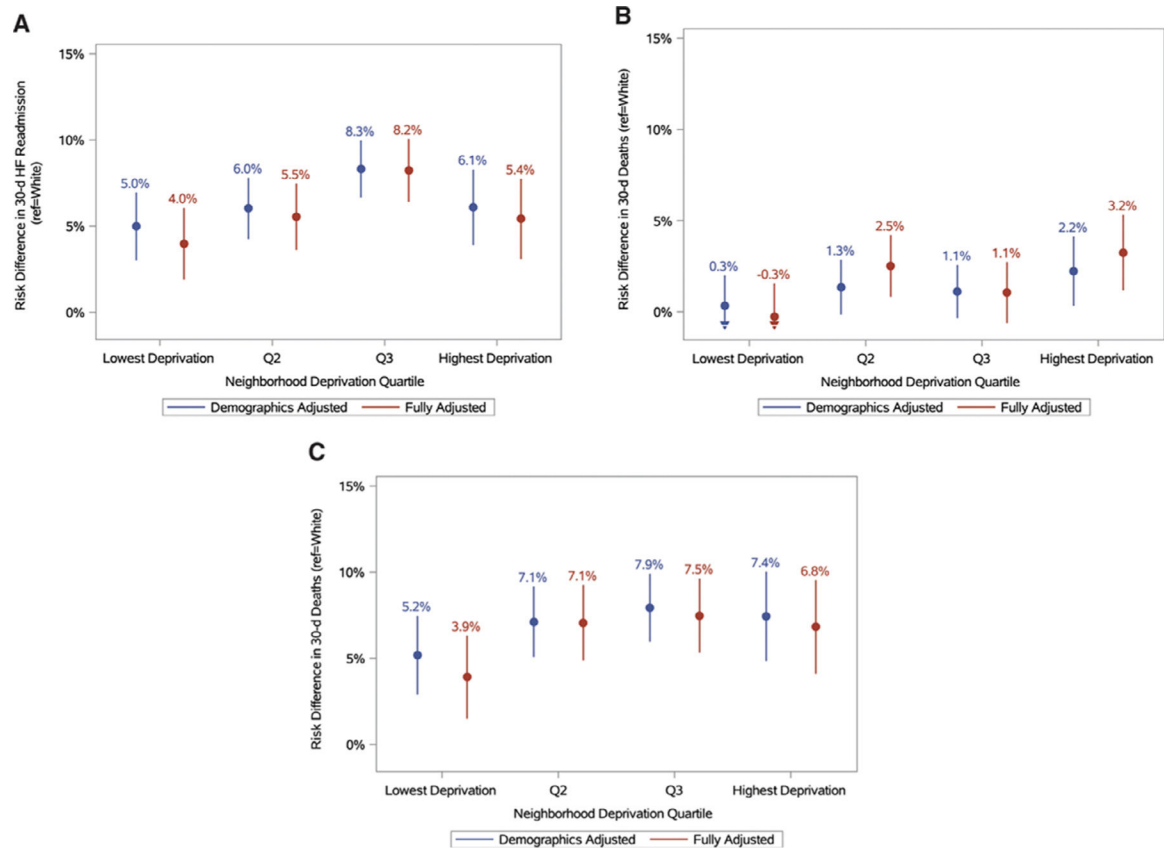 A
Risk Difference in 30-d HF Readmission
(ref=White)
15%
10%
5%
0%
5.0%
4.0%
6.0%
5.5%
8.3%
8.2%
6.1%
5.4%
Lowest Deprivation
Q2
Q3
Highest Deprivation
Neighborhood Deprivation Quartile
Demographics Adjusted
Fully Adjusted
B
Risk Difference in 30-d Deaths (ref=White)
15%
10%
5%
0%
0.3%
-0.3%
1.3%
2.5%
1.1%
1.1%
2.2%
3.2%
Lowest Deprivation
Q2
Q3
Highest Deprivation
Neighborhood Deprivation Quartile
Demographics Adjusted
Fully Adjusted
C
Risk Difference in 30-d Deaths (ref=White)
15%
10%
5%
0%
5.2%
3.9%
7.1%
7.1%
7.9%
7.5%
7.4%
6.8%
Lowest Deprivation
Q2
Q3
Highest Deprivation
Neighborhood Deprivation Quartile
Demographics Adjusted
Fully Adjusted